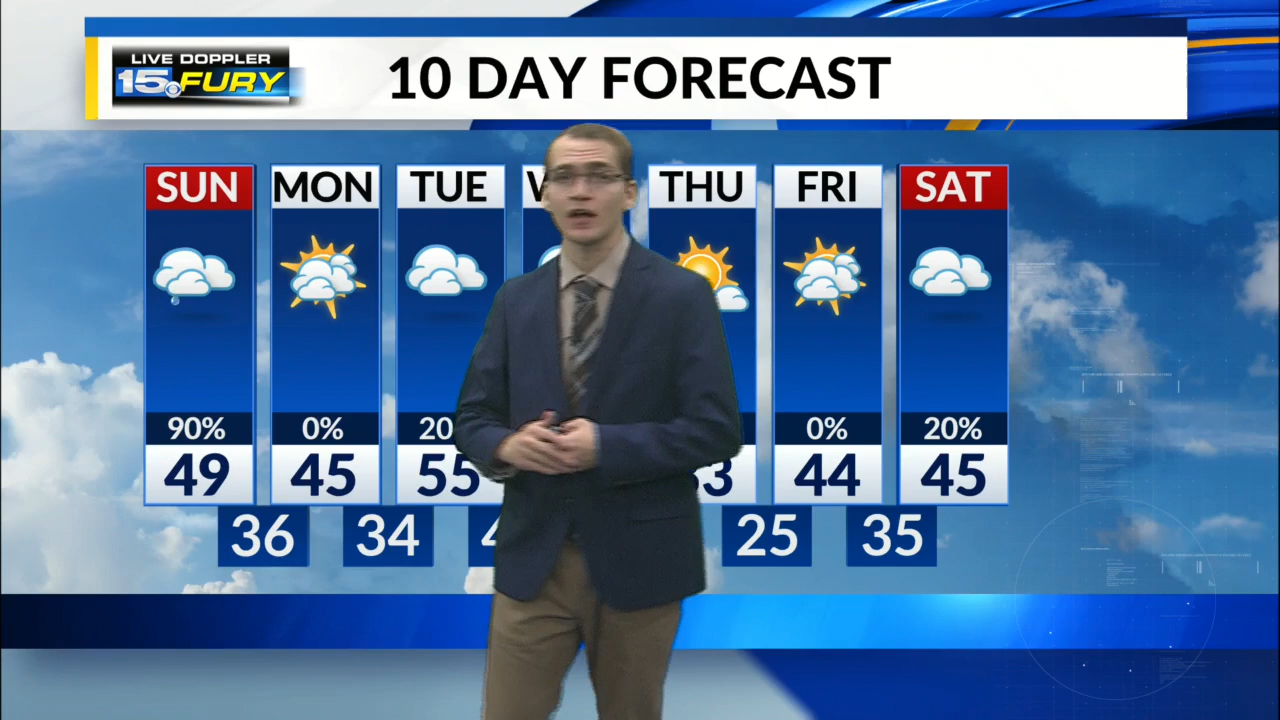 LIVE DOPPLER
15 FURY
10 DAY FORECAST
SUN MON TUE THU FRI SAT
90% 0% 20 0% 20%
49 45 55 44 45
36 34 25 35